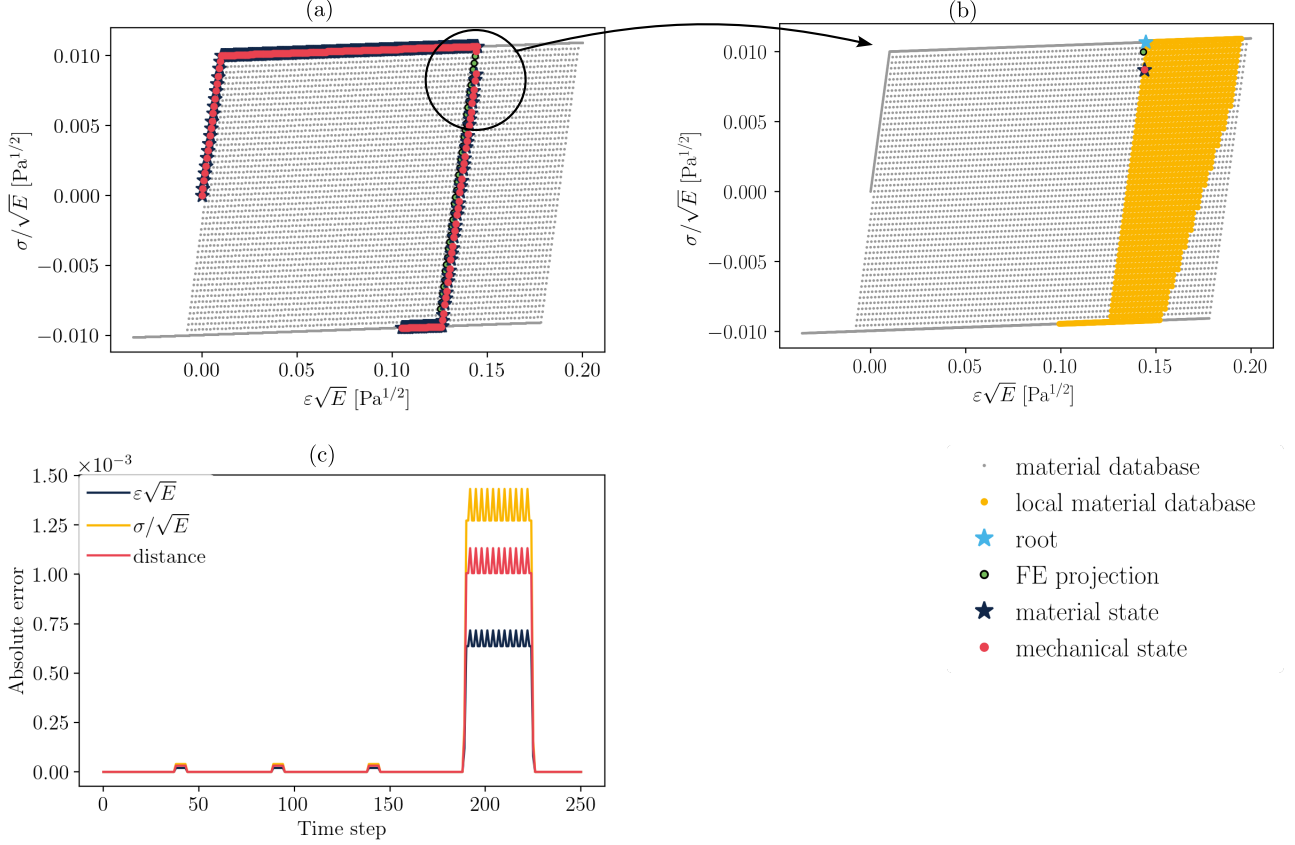 (a)
0.010
0.005
0.000
−0.005
−0.010
σ/√E [Pa^{1/2}]
0.00 0.05 0.10 0.15 0.20
ε√E [Pa^{1/2}]
(b)
0.010
0.005
0.000
−0.005
−0.010
σ/√E [Pa^{1/2}]
0.00 0.05 0.10 0.15 0.20
ε√E [Pa^{1/2}]
(c)
×10^{−3}
1.50
1.25
1.00
0.75
0.50
0.25
0.00
Absolute error
ε√E
σ/√E
distance
0 50 100 150 200 250
Time step
material database
local material database
root
FE projection
material state
mechanical state